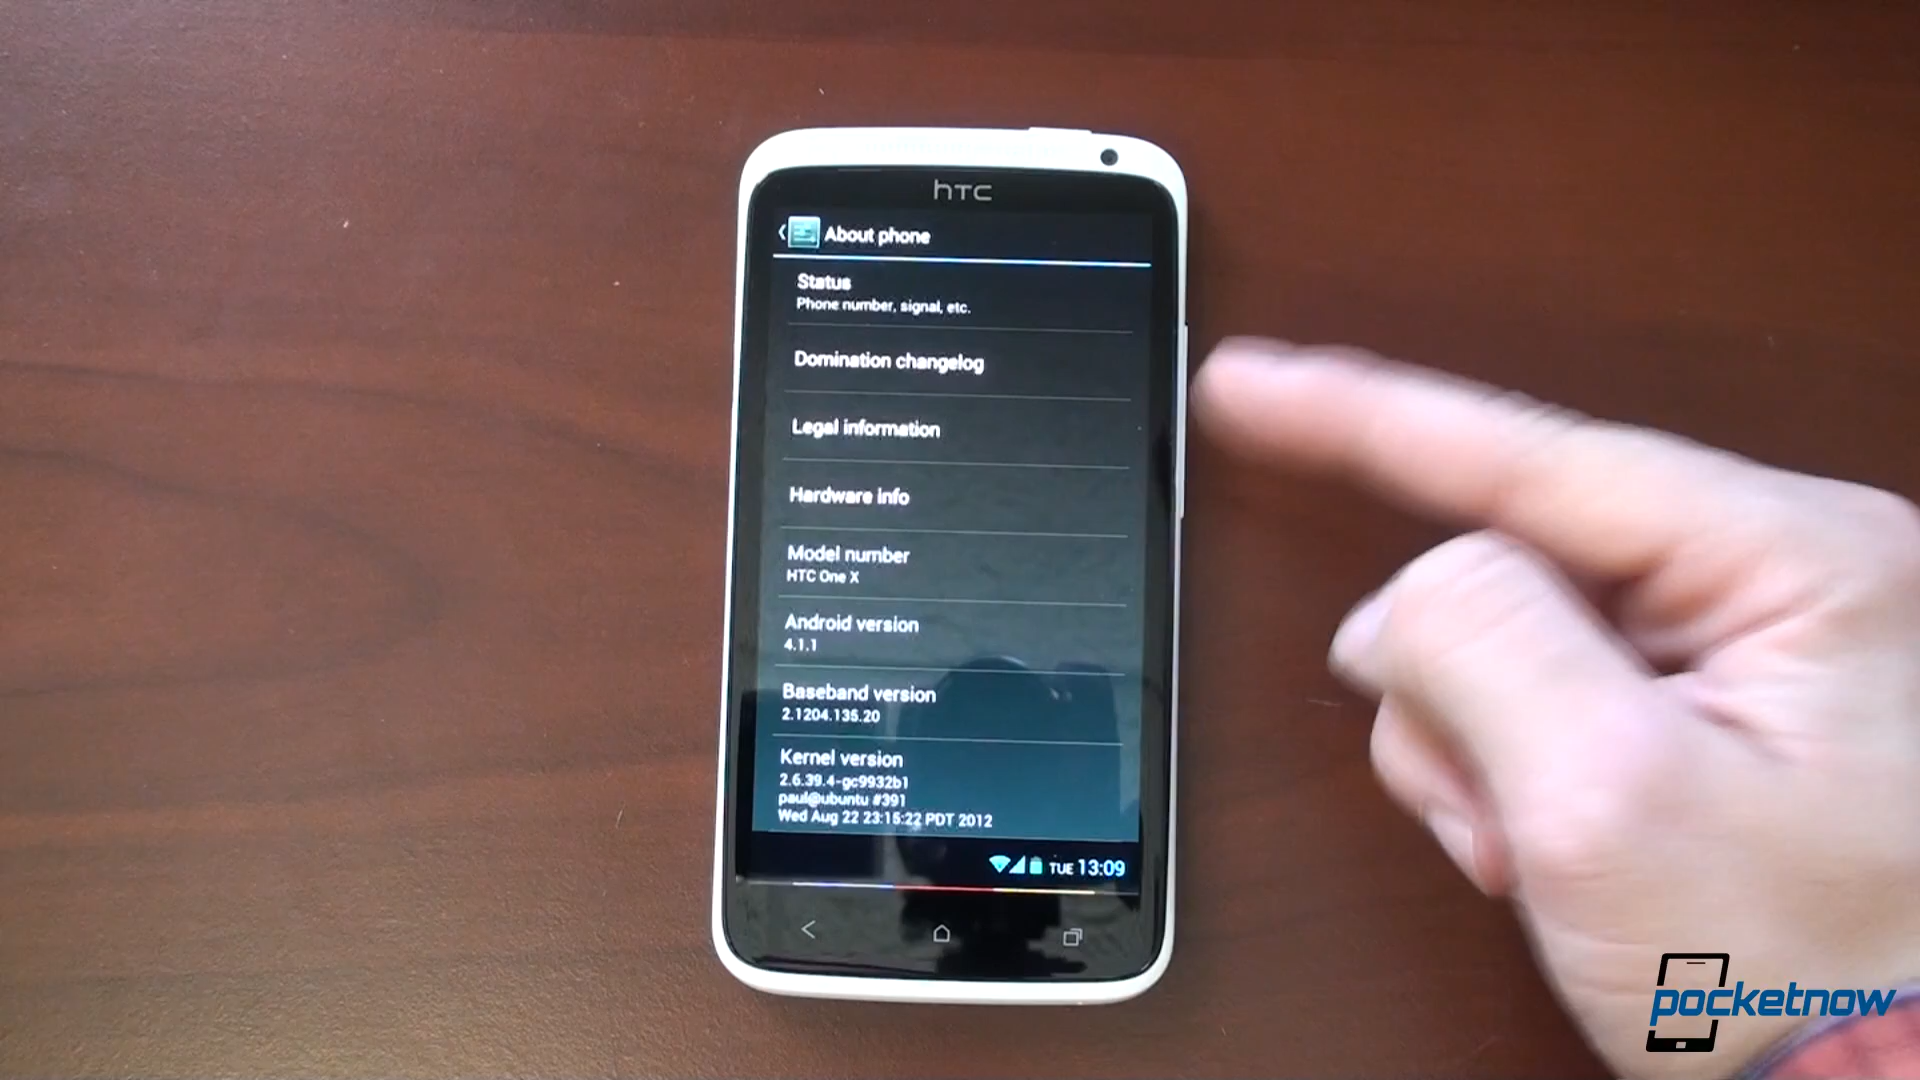 hTC
About phone
Status
Phone number, signal, etc.
Domination changelog
Legal information
Hardware info
Model number
HTC One X
Android version
4.1.1
Baseband version
2.1204.135.20
Kernel version
2.6.39.4-gc9932b1
paul@ubuntu #391
Wed Aug 22 23:15:22 PDT 2012
TUE 13:09
pocketnow